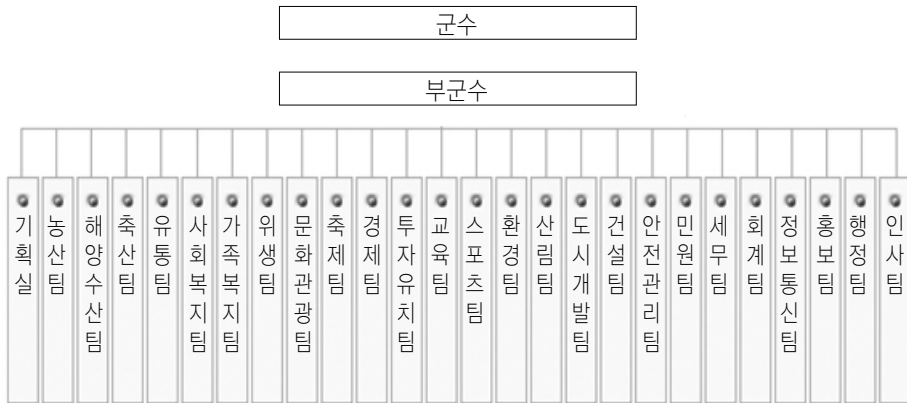 군수
부군수
기획실
농산팀
해양수산팀
축산팀
유통팀
사회복지팀
가족복지팀
위생팀
문화관광팀
축제팀
경제팀
투자유치팀
교육팀
스포츠팀
환경팀
산림팀
도시개발팀
건설팀
안전관리팀
민원팀
세무팀
회계팀
정보통신팀
홍보팀
행정팀
인사팀